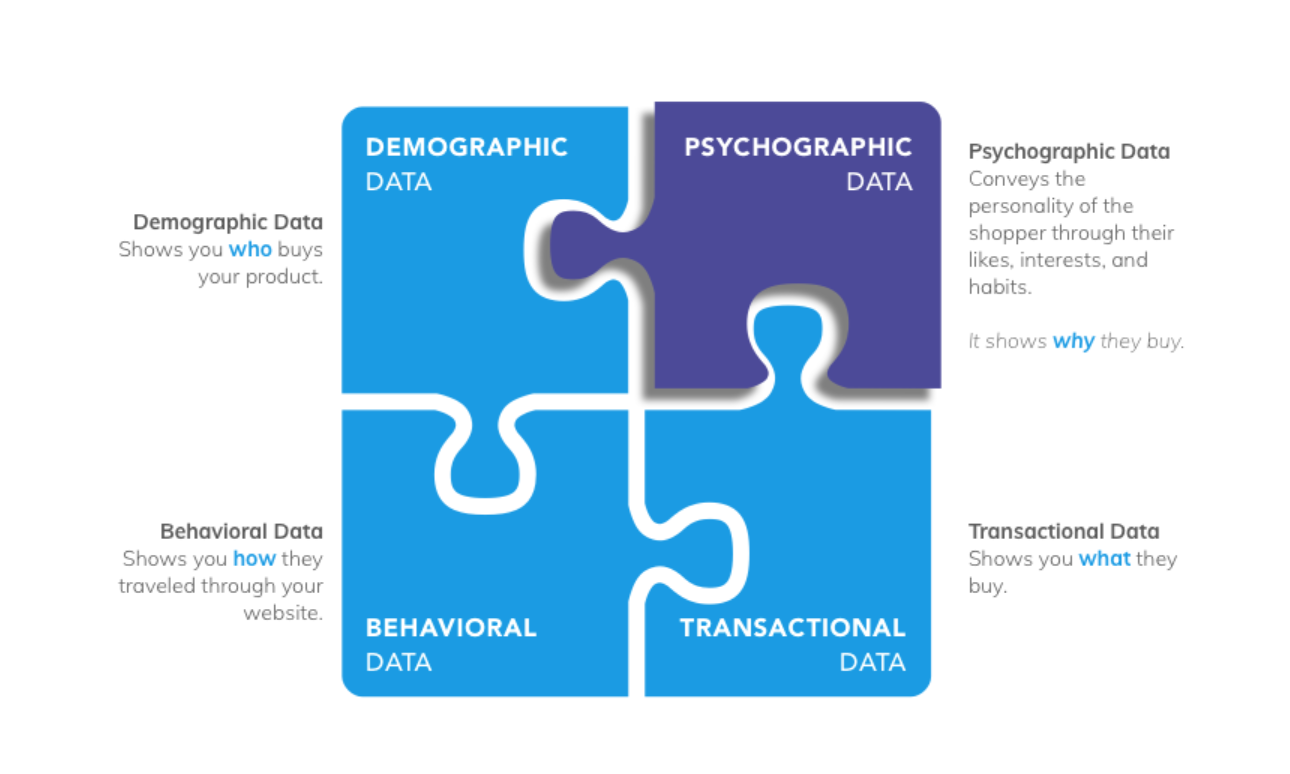 DEMOGRAPHIC
DATA
PSYCHOGRAPHIC
DATA
Demographic Data
Shows you who buys
your product.
Psychographic Data
Conveys the
personality of the
shopper through their
likes, interests, and
habits.
It shows why they buy.
Behavioral Data
Shows you how they
traveled through your
website.
BEHAVIORAL
DATA
TRANSACTIONAL
DATA
Transactional Data
Shows you what they
buy.